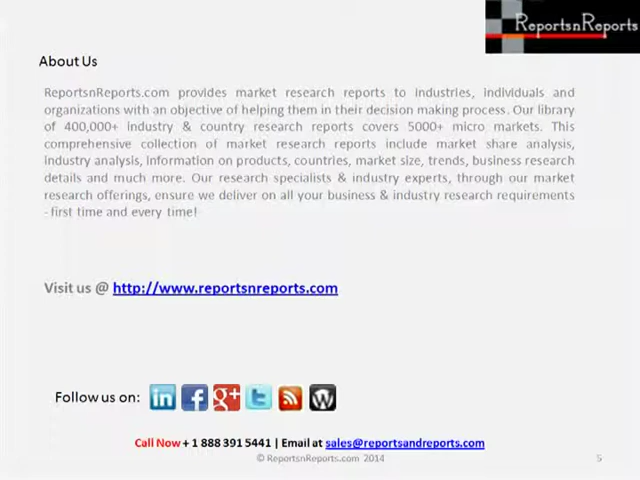 ReportsnReports
About Us
ReportsnReports.com provides market research reports to industries, individuals and
organizations with an objective of helping them in their decision making process. Our library
of 400,000+ industry & country research reports covers 5000+ micro markets. This
comprehensive collection of market research reports include market share analysis,
industry analysis, information on products, countries, market size, trends, business research
details and much more. Our research specialists & industry experts, through our market
research offerings, ensure we deliver on all your business & industry research requirements
- first time and every time!
Visit us @ http://www.reportsnreports.com
Follow us on: in f g+ t W
Call Now + 1 888 391 5441 | Email at sales@reportsandreports.com
© ReportsnReports.com 2014 5